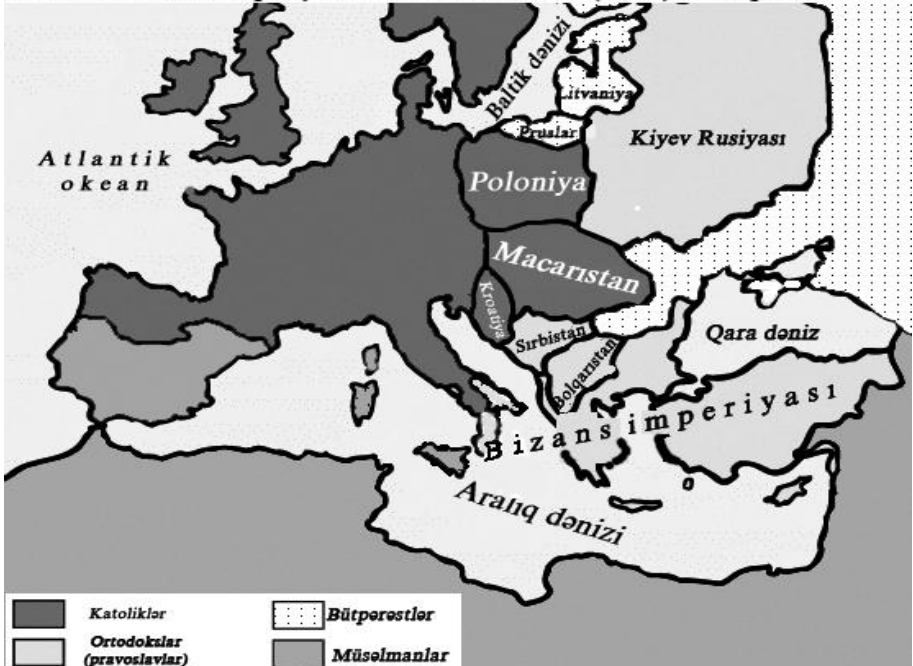 Baltik dənizi
Litvaniya
Pruslar
Kiyev Rusiyası
Atlantik
okean
Poloniya
Macarıstan
Kroatiya
Sırbistan
Bolqarıstan
Qara dəniz
Bizans imperiyası
Aralıq dənizi
Katoliklər
Bütpərəstlər
Ortodokslar
(pravoslavlar)
Müsəlmanlar